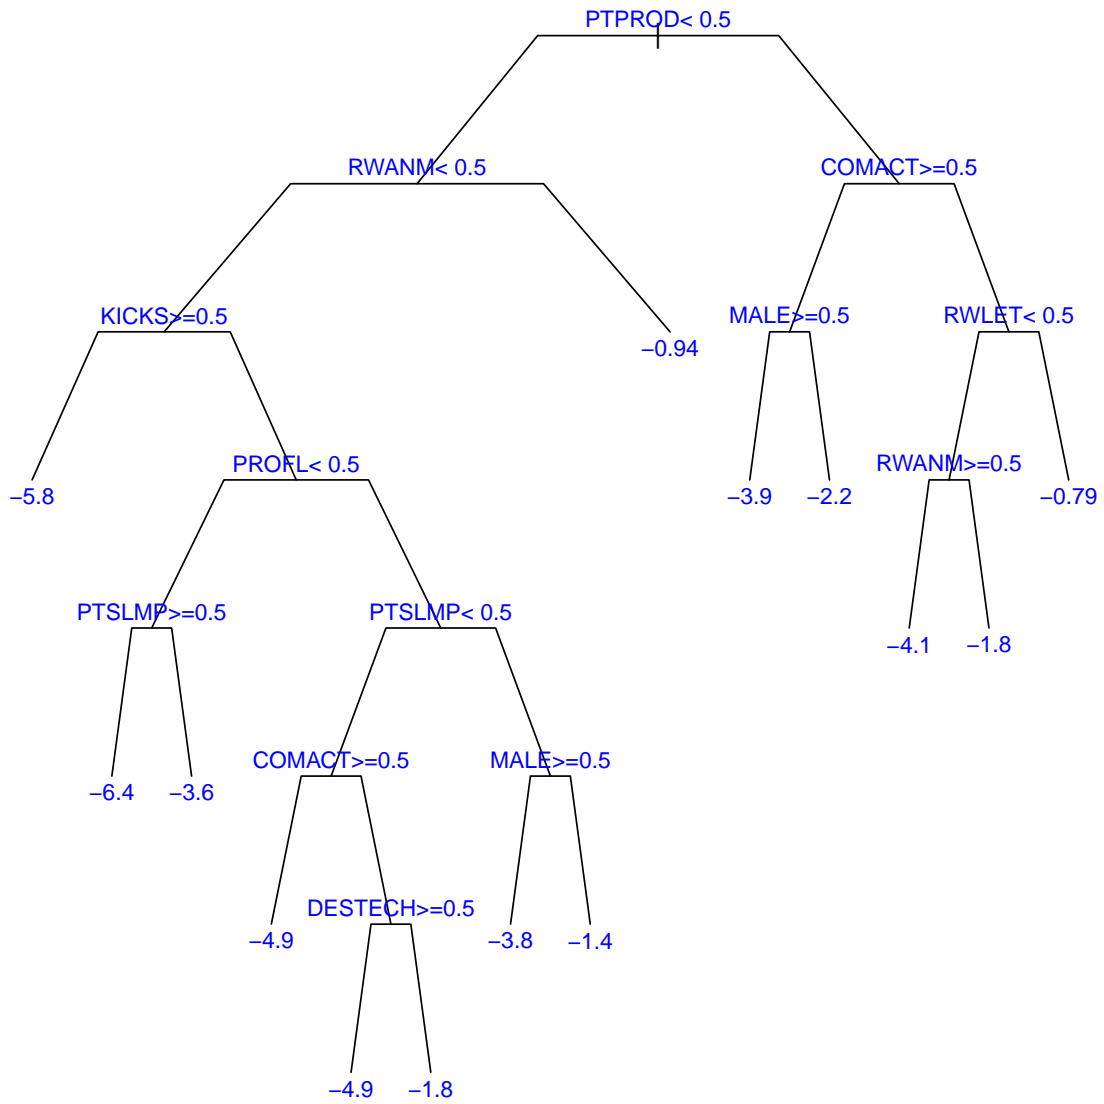 PTPROD< 0.5
RWANM< 0.5
COMACT>=0.5
KICKS>=0.5
−0.94
MALE>=0.5
RWLET< 0.5
−5.8
PROFL< 0.5
−3.9
−2.2
RWANM>=0.5
−0.79
PTSLMP>=0.5
PTSLMP< 0.5
−4.1
−1.8
−6.4
−3.6
COMACT>=0.5
MALE>=0.5
−4.9
DESTECH>=0.5
−3.8
−1.4
−4.9
−1.8